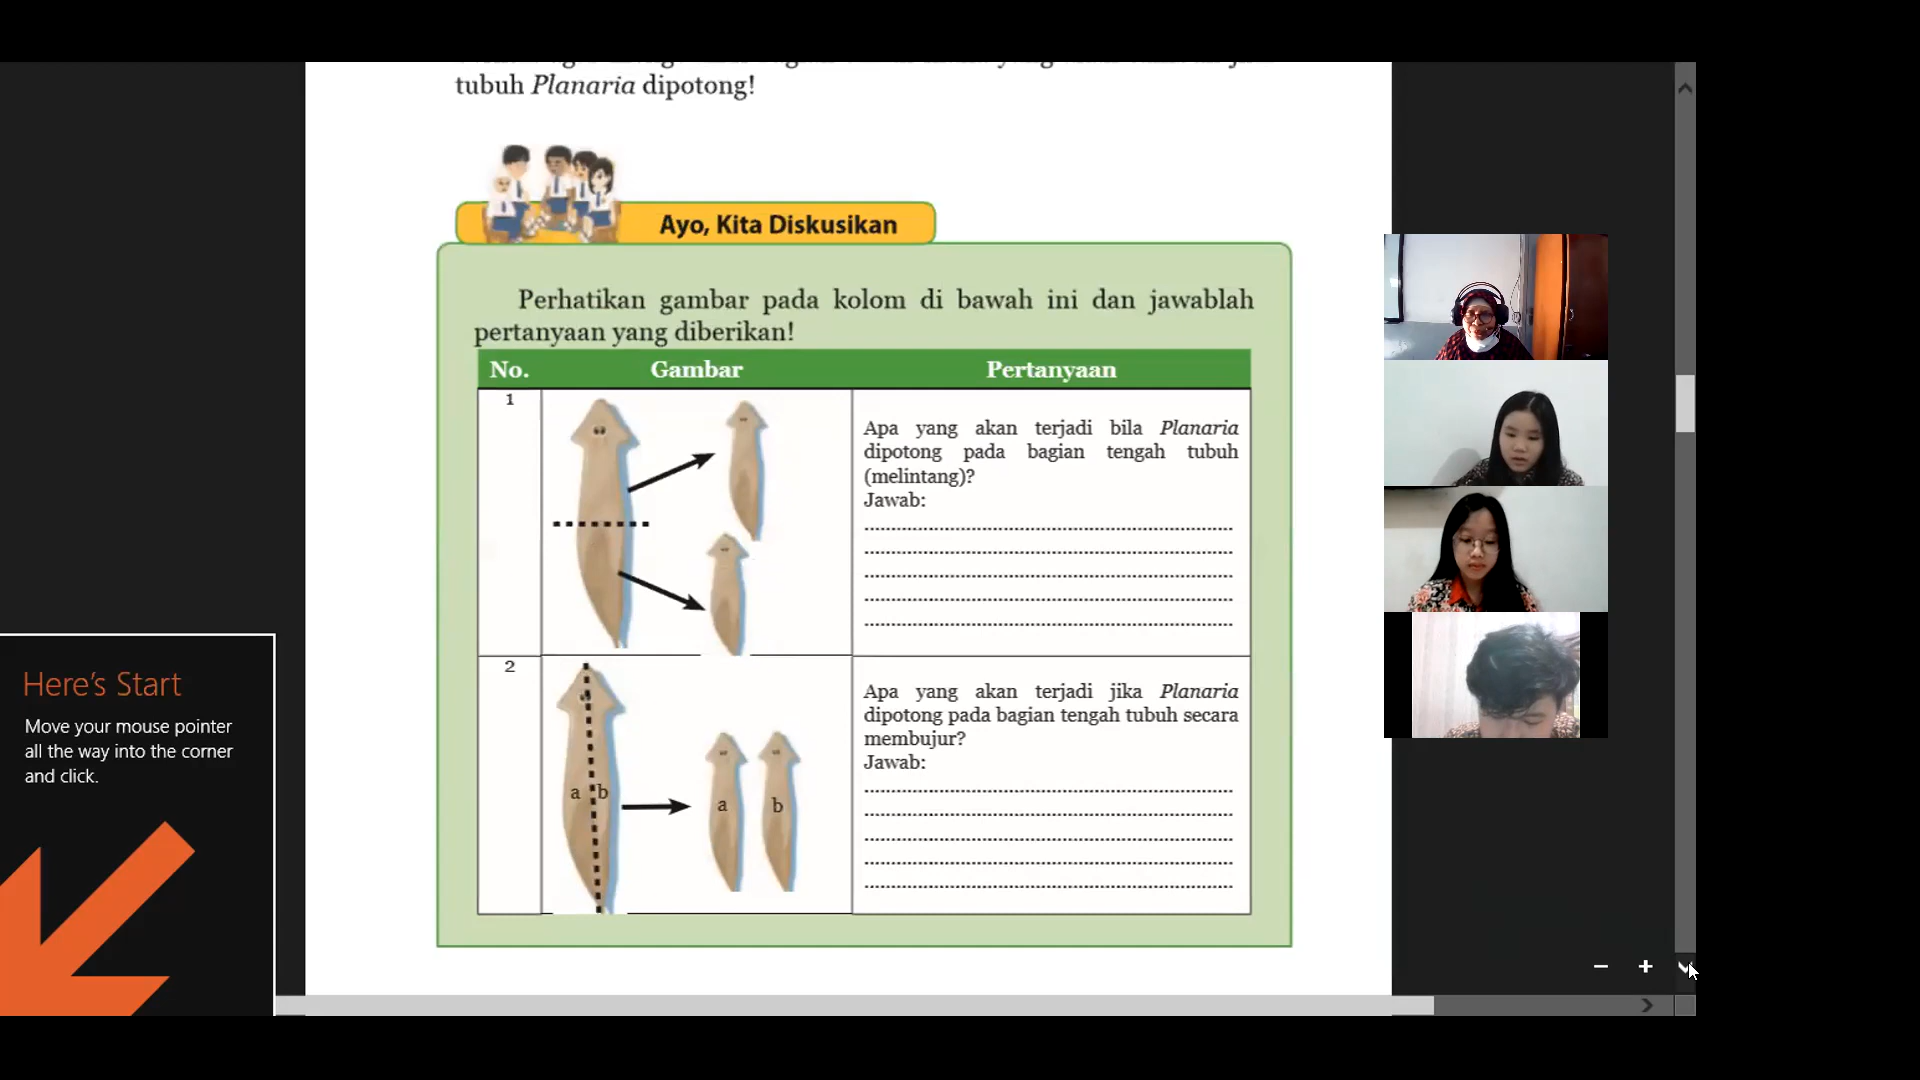 tubuh Planaria dipotong!
Ayo, Kita Diskusikan
Perhatikan gambar pada kolom di bawah ini dan jawablah
pertanyaan yang diberikan!
No. Gambar Pertanyaan
1
Apa yang akan terjadi bila Planaria
dipotong pada bagian tengah tubuh
(melintang)?
Jawab:
2
a b
a b
Apa yang akan terjadi jika Planaria
dipotong pada bagian tengah tubuh secara
membujur?
Jawab:
Here's Start
Move your mouse pointer
all the way into the corner
and click.